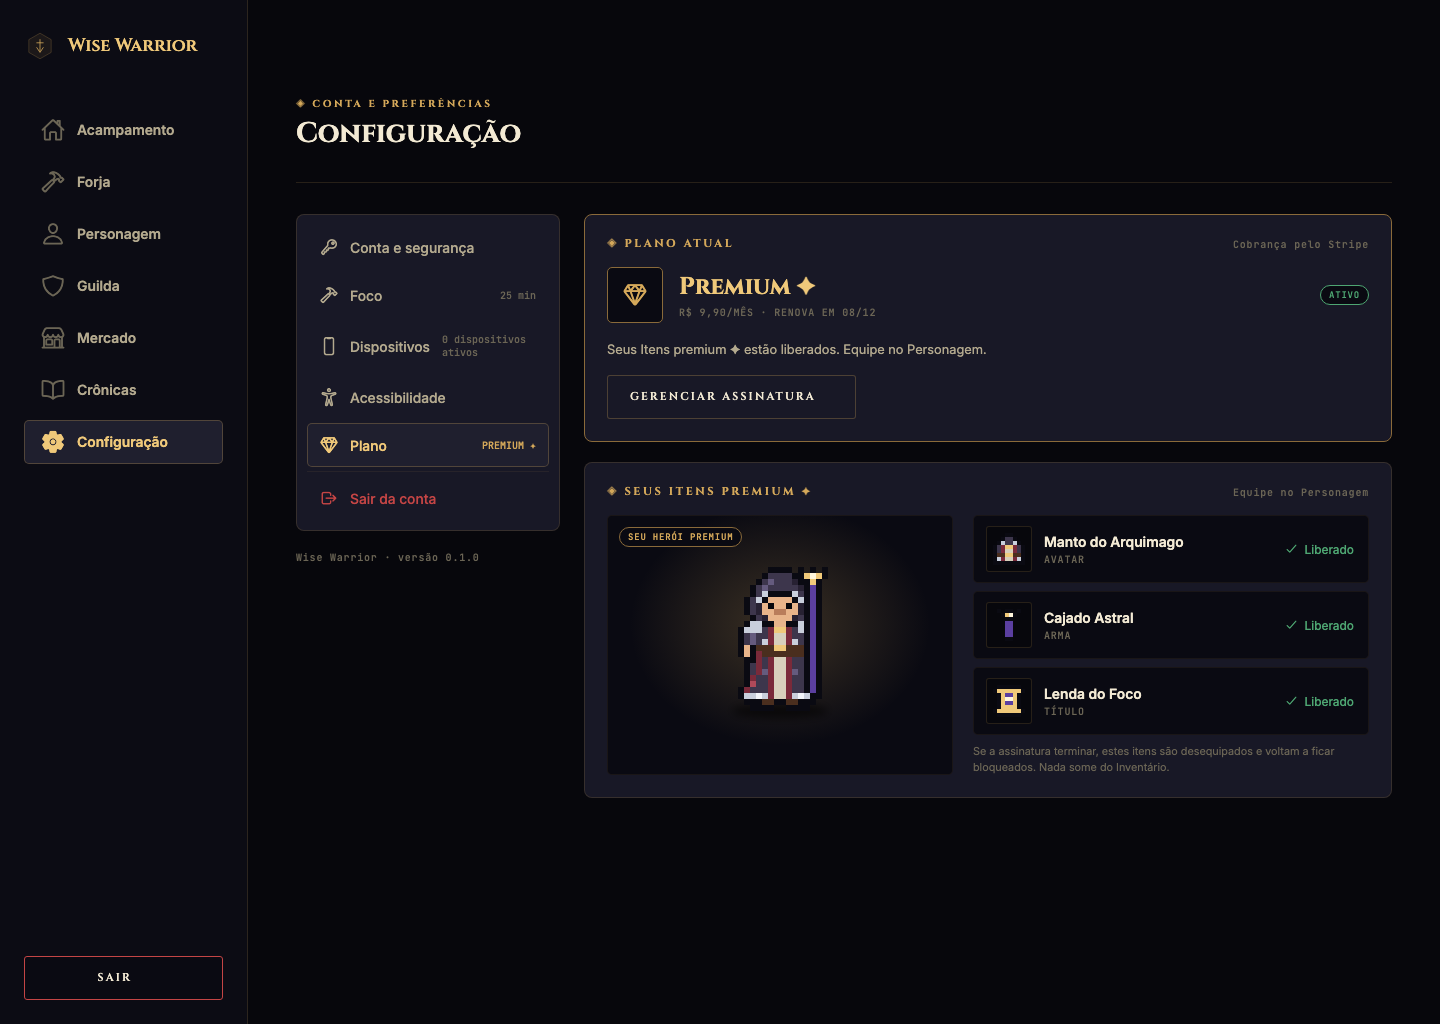 Wise Warrior
Acampamento
Forja
Personagem
Guilda
Mercado
Crônicas
Configuração
SAIR
◈ CONTA E PREFERÊNCIAS
Configuração
Conta e segurança
Foco 25 min
Dispositivos 0 dispositivos
ativos
Acessibilidade
Plano PREMIUM ✦
Sair da conta
Wise Warrior · versão 0.1.0
◈ PLANO ATUAL Cobrança pelo Stripe
Premium ✦
R$ 9,90/MÊS · RENOVA EM 08/12
ATIVO
Seus Itens premium ✦ estão liberados. Equipe no Personagem.
GERENCIAR ASSINATURA
◈ SEUS ITENS PREMIUM ✦ Equipe no Personagem
SEU HERÓI PREMIUM
Manto do Arquimago
AVATAR
✓ Liberado
Cajado Astral
ARMA
✓ Liberado
Lenda do Foco
TÍTULO
✓ Liberado
Se a assinatura terminar, estes itens são desequipados e voltam a ficar
bloqueados. Nada some do Inventário.